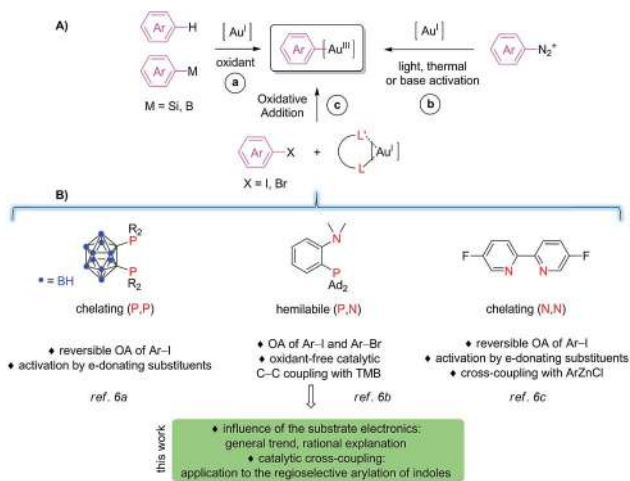 A)
Ar
H
[Au^I]
Ar
[Au^III]
[Au^I]
Ar
N2^+
Ar
M
oxidant
a
light, thermal
or base activation
b
M = Si, B
Oxidative
Addition
c
Ar
X
+
L'
Au^I]
L
X = I, Br
B)
R2
P
P
R2
• = BH
N
P
Ad2
F
N
N
F
chelating (P,P)
hemilabile (P,N)
chelating (N,N)
♦ reversible OA of Ar–I
♦ activation by e-donating substituents
♦ OA of Ar–I and Ar–Br
♦ oxidant-free catalytic
C–C coupling with TMB
♦ reversible OA of Ar–I
♦ activation by e-donating substituents
♦ cross-coupling with ArZnCl
ref. 6a
ref. 6b
ref. 6c
this work
♦ influence of the substrate electronics:
general trend, rational explanation
♦ catalytic cross-coupling:
application to the regioselective arylation of indoles